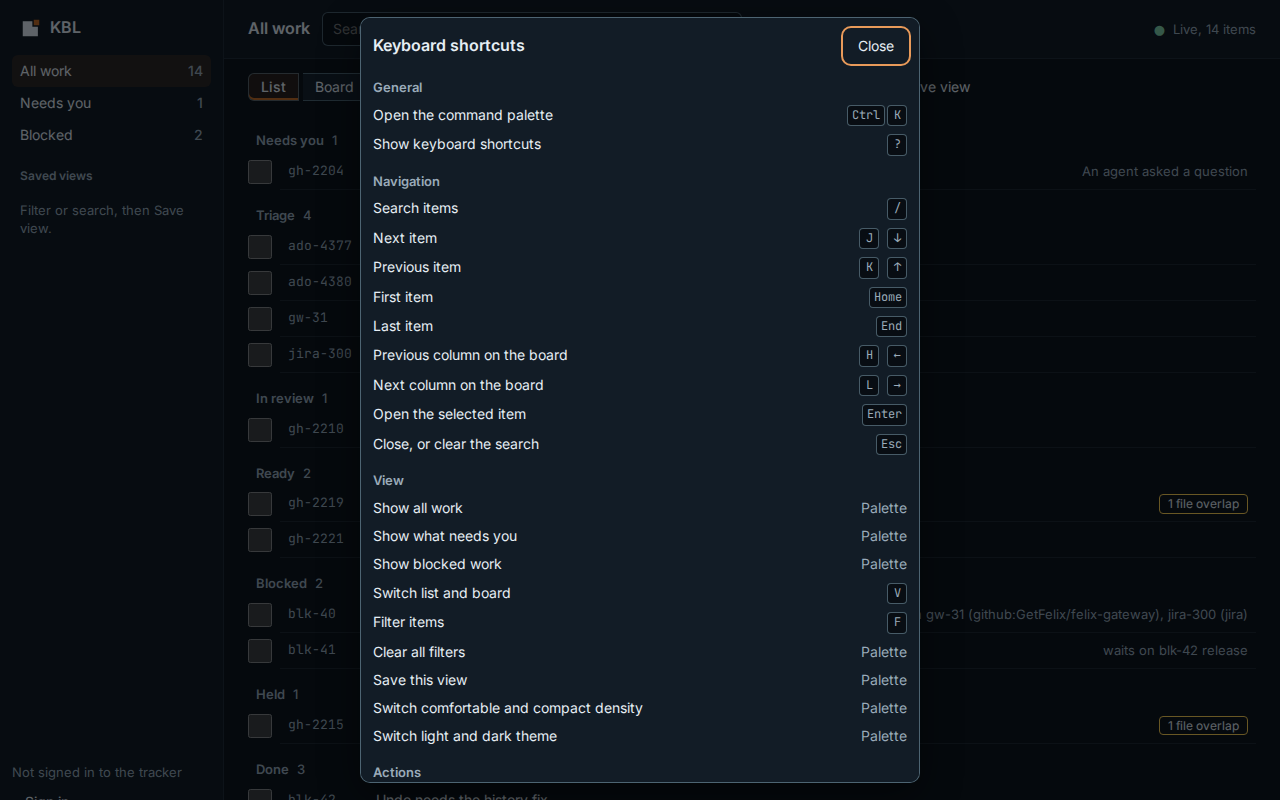 KBL
All work 14
Needs you 1
Blocked 2
Saved views
Filter or search, then Save
view.
Not signed in to the tracker
All work
Live, 14 items
List Board
ve view
Needs you 1
gh-2204 An agent asked a question
Triage 4
ado-4377
ado-4380
gw-31
jira-300
In review 1
gh-2210
Ready 2
gh-2219 1 file overlap
gh-2221
Blocked 2
blk-40 gw-31 (github:GetFelix/felix-gateway), jira-300 (jira)
blk-41 waits on blk-42 release
Held 1
gh-2215 1 file overlap
Done 3
Keyboard shortcuts
Close
General
Open the command palette Ctrl K
Show keyboard shortcuts ?
Navigation
Search items /
Next item J ↓
Previous item K ↑
First item Home
Last item End
Previous column on the board H ←
Next column on the board L →
Open the selected item Enter
Close, or clear the search Esc
View
Show all work Palette
Show what needs you Palette
Show blocked work Palette
Switch list and board V
Filter items F
Clear all filters Palette
Save this view Palette
Switch comfortable and compact density Palette
Switch light and dark theme Palette
Actions